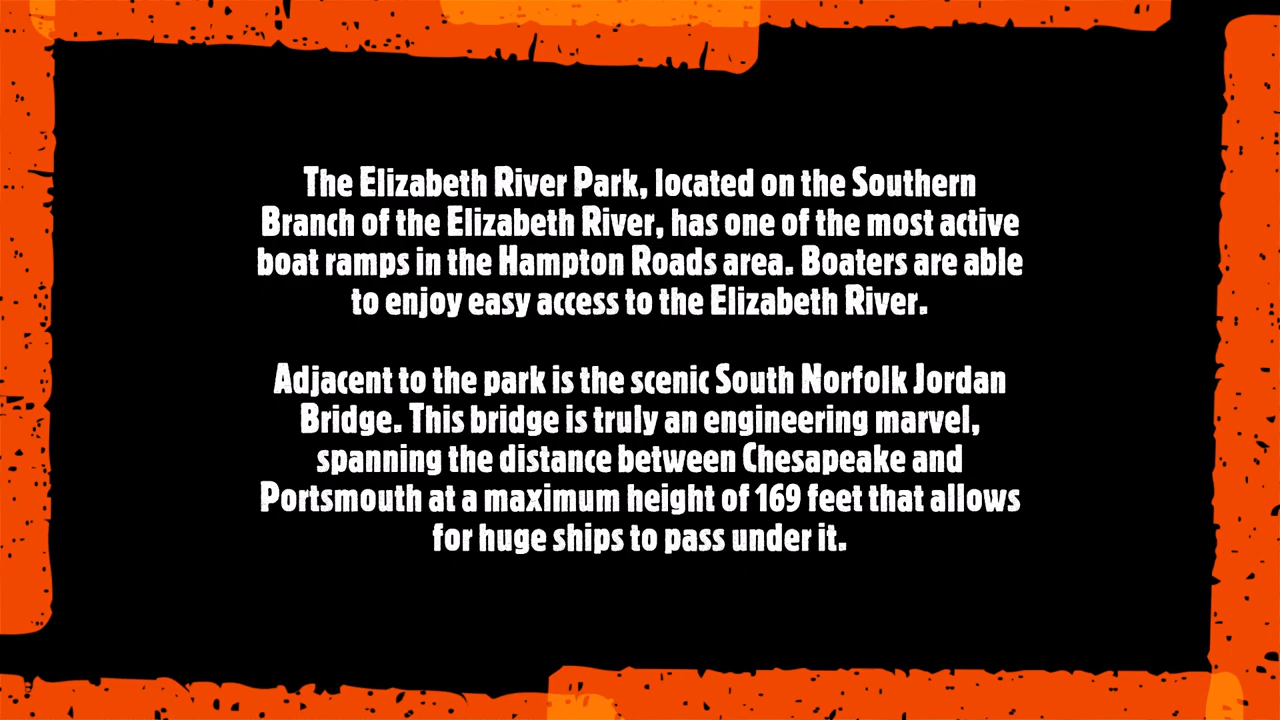 The Elizabeth River Park, located on the Southern
Branch of the Elizabeth River, has one of the most active
boat ramps in the Hampton Roads area. Boaters are able
to enjoy easy access to the Elizabeth River.
Adjacent to the park is the scenic South Norfolk Jordan
Bridge. This bridge is truly an engineering marvel,
spanning the distance between Chesapeake and
Portsmouth at a maximum height of 169 feet that allows
for huge ships to pass under it.